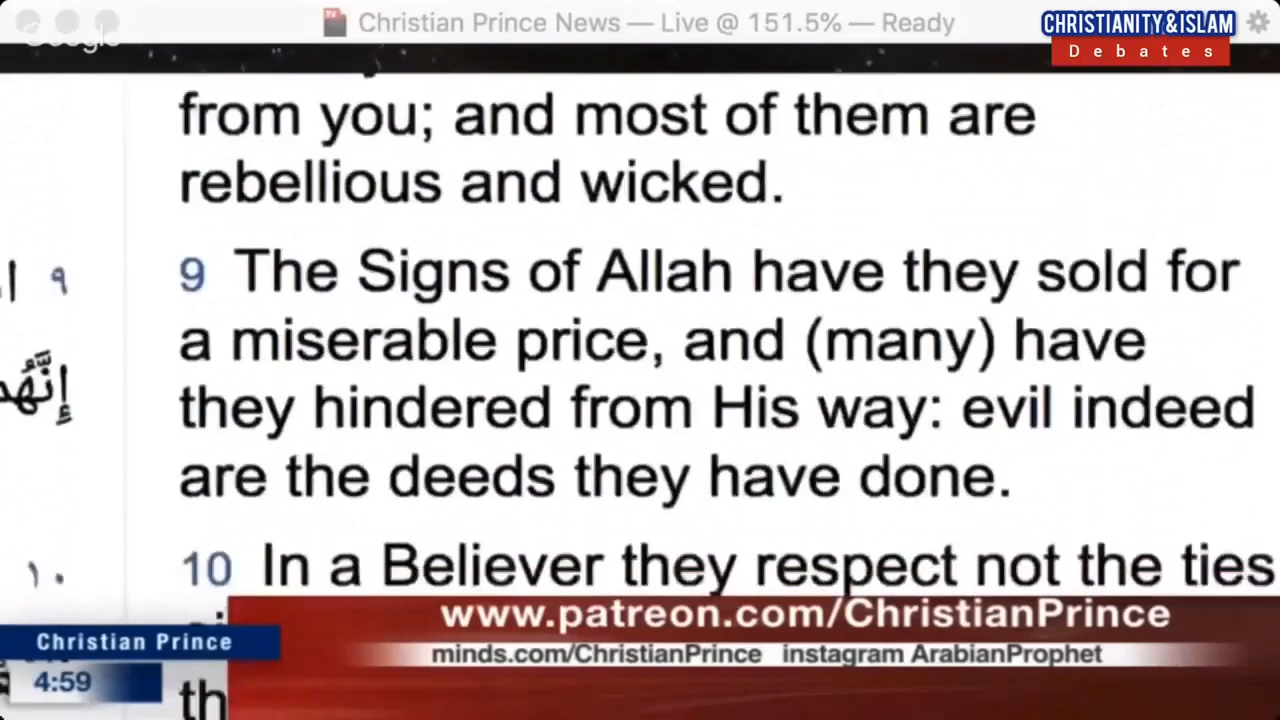 Christian Prince News — Live @ 151.5% — Ready
CHRISTIANITY & ISLAM
Debates
Google
from you; and most of them are
rebellious and wicked.
٩
9 The Signs of Allah have they sold for
a miserable price, and (many) have
they hindered from His way: evil indeed
are the deeds they have done.
١٠
10 In a Believer they respect not the ties
th
www.patreon.com/ChristianPrince
minds.com/ChristianPrince instagram ArabianProphet
Christian Prince
4:59